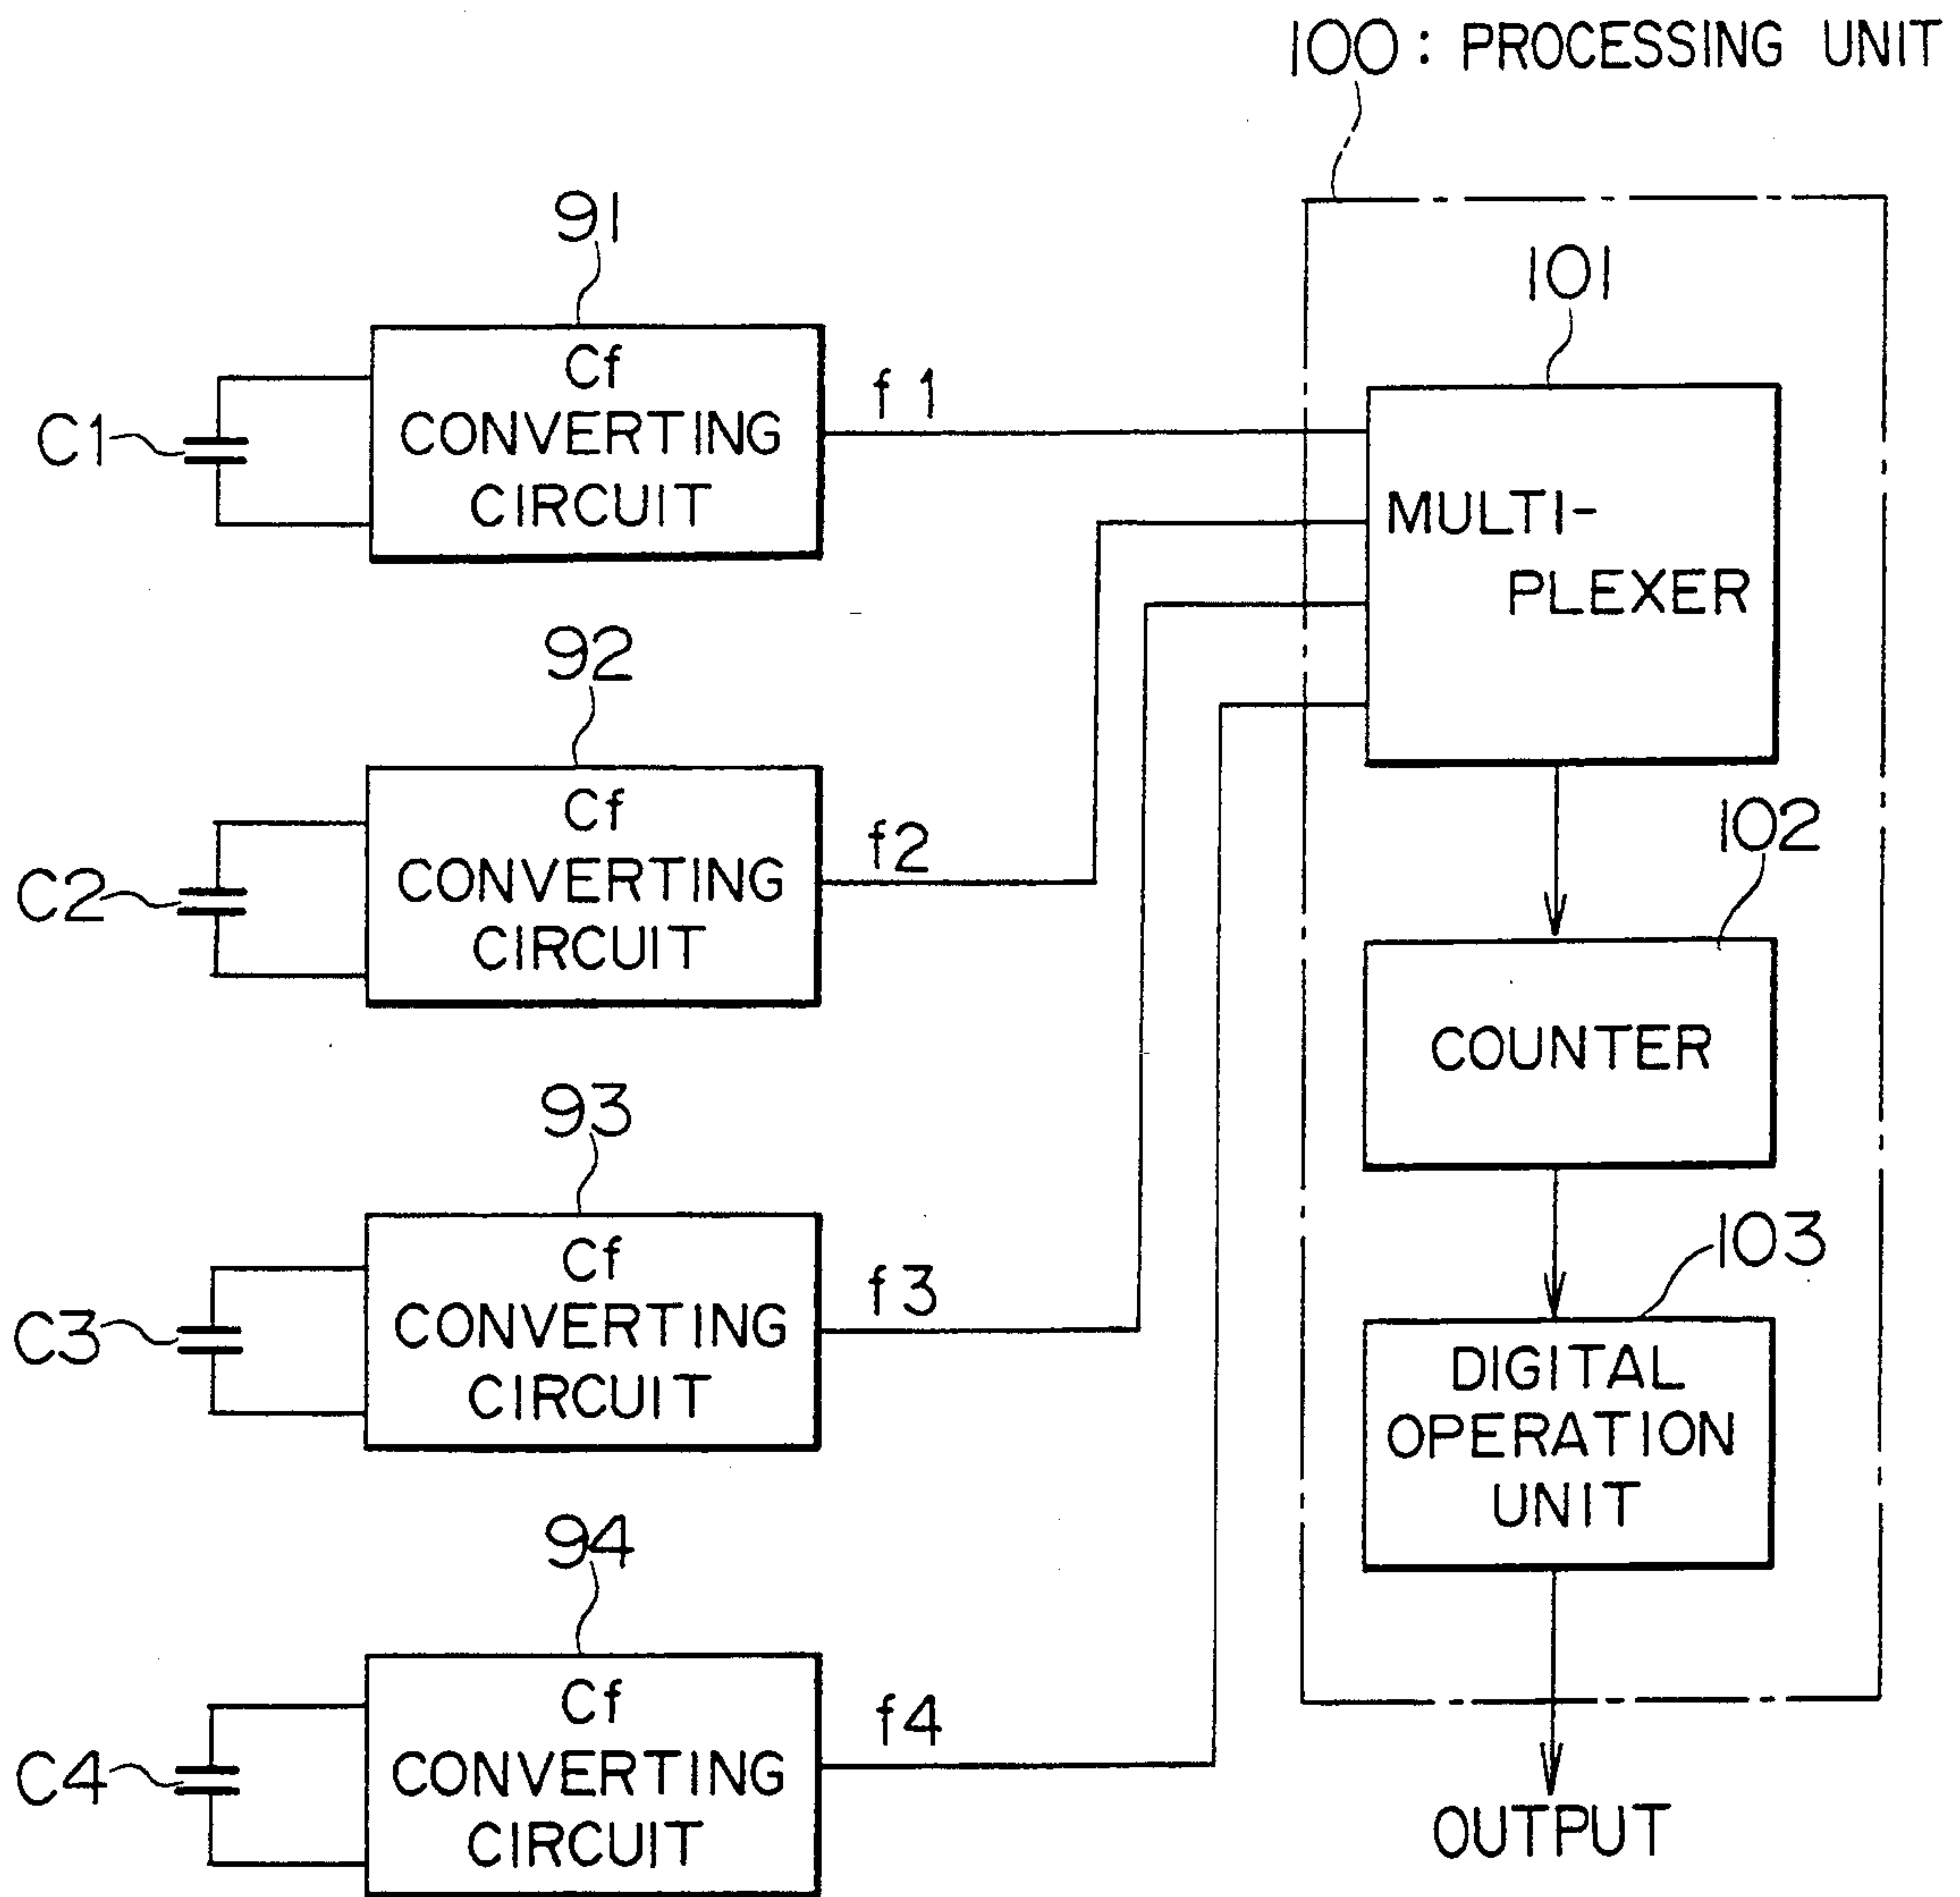 100 : PROCESSING UNIT
91
101
C1
Cf
CONVERTING
CIRCUIT
f1
MULTI-
PLEXER
92
C2
Cf
CONVERTING
CIRCUIT
f2
102
COUNTER
93
C3
Cf
CONVERTING
CIRCUIT
f3
103
DIGITAL
OPERATION
UNIT
94
C4
Cf
CONVERTING
CIRCUIT
f4
OUTPUT